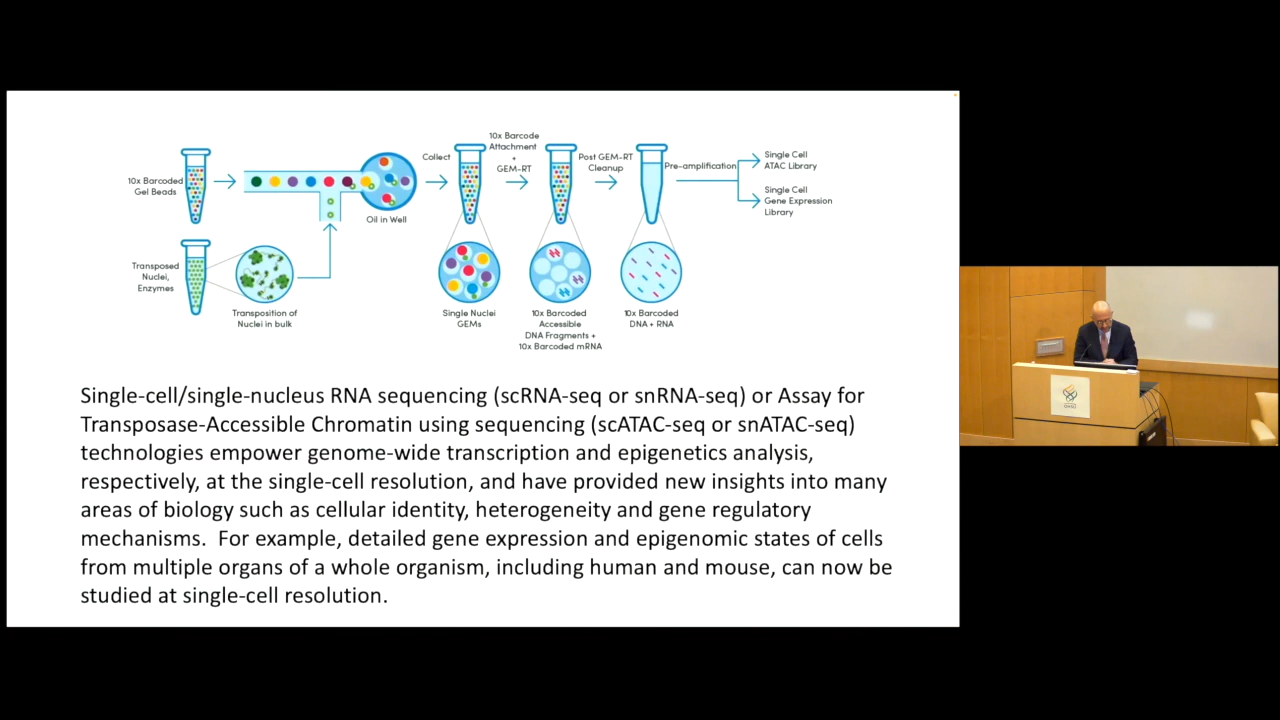 10x Barcoded
Gel Beads
Oil in Well
Collect
10x Barcode
Attachment
+
GEM-RT
Post GEM-RT
Cleanup
Pre-amplification
Single Cell
ATAC Library
Single Cell
Gene Expression
Library
Transposed
Nuclei,
Enzymes
Transposition of
Nuclei in bulk
Single Nuclei
GEMs
10x Barcoded
Accessible
DNA Fragments +
10x Barcoded mRNA
10x Barcoded
DNA + RNA
Single-cell/single-nucleus RNA sequencing (scRNA-seq or snRNA-seq) or Assay for
Transposase-Accessible Chromatin using sequencing (scATAC-seq or snATAC-seq)
technologies empower genome-wide transcription and epigenetics analysis,
respectively, at the single-cell resolution, and have provided new insights into many
areas of biology such as cellular identity, heterogeneity and gene regulatory
mechanisms.  For example, detailed gene expression and epigenomic states of cells
from multiple organs of a whole organism, including human and mouse, can now be
studied at single-cell resolution.
OHSU